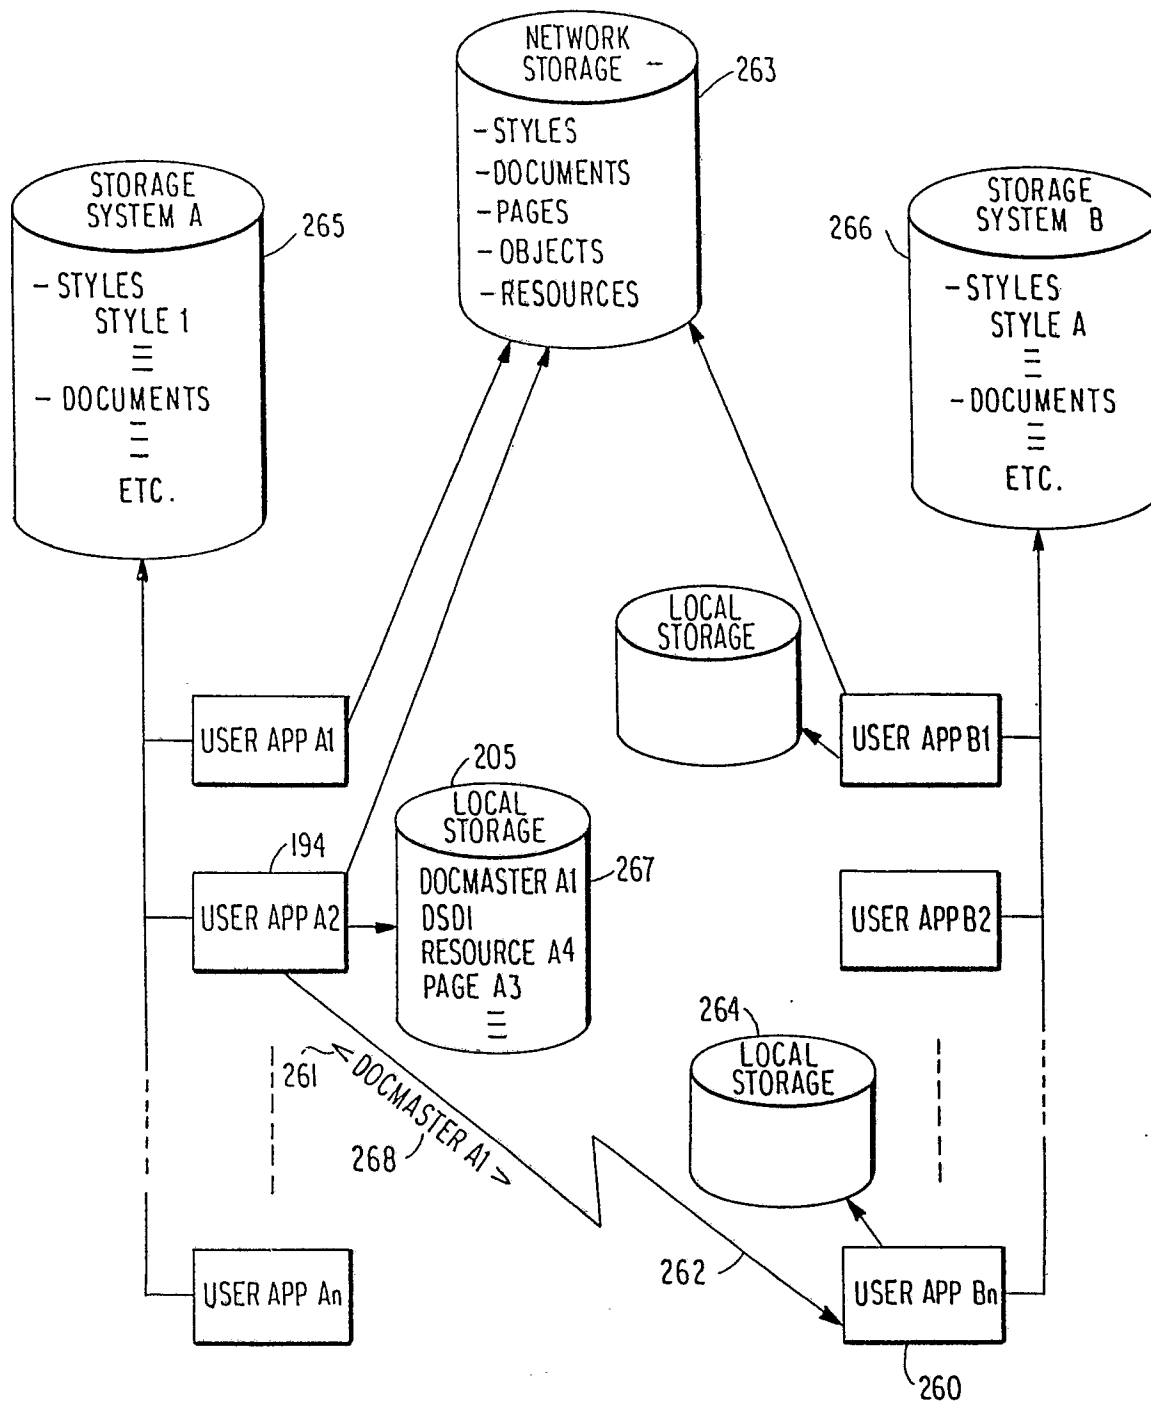 NETWORK
STORAGE -
263
- STYLES
- DOCUMENTS
- PAGES
- OBJECTS
- RESOURCES
STORAGE
SYSTEM A
265
- STYLES
STYLE 1
- DOCUMENTS
ETC.
STORAGE
SYSTEM B
266
- STYLES
STYLE A
- DOCUMENTS
ETC.
LOCAL
STORAGE
USER APP A1
USER APP B1
205
LOCAL
STORAGE
267
DOCMASTER A1
DSD1
RESOURCE A4
PAGE A3
194
USER APP A2
USER APP B2
264
LOCAL
STORAGE
261
< DOCMASTER A1 >
268
262
USER APP An
USER APP Bn
260